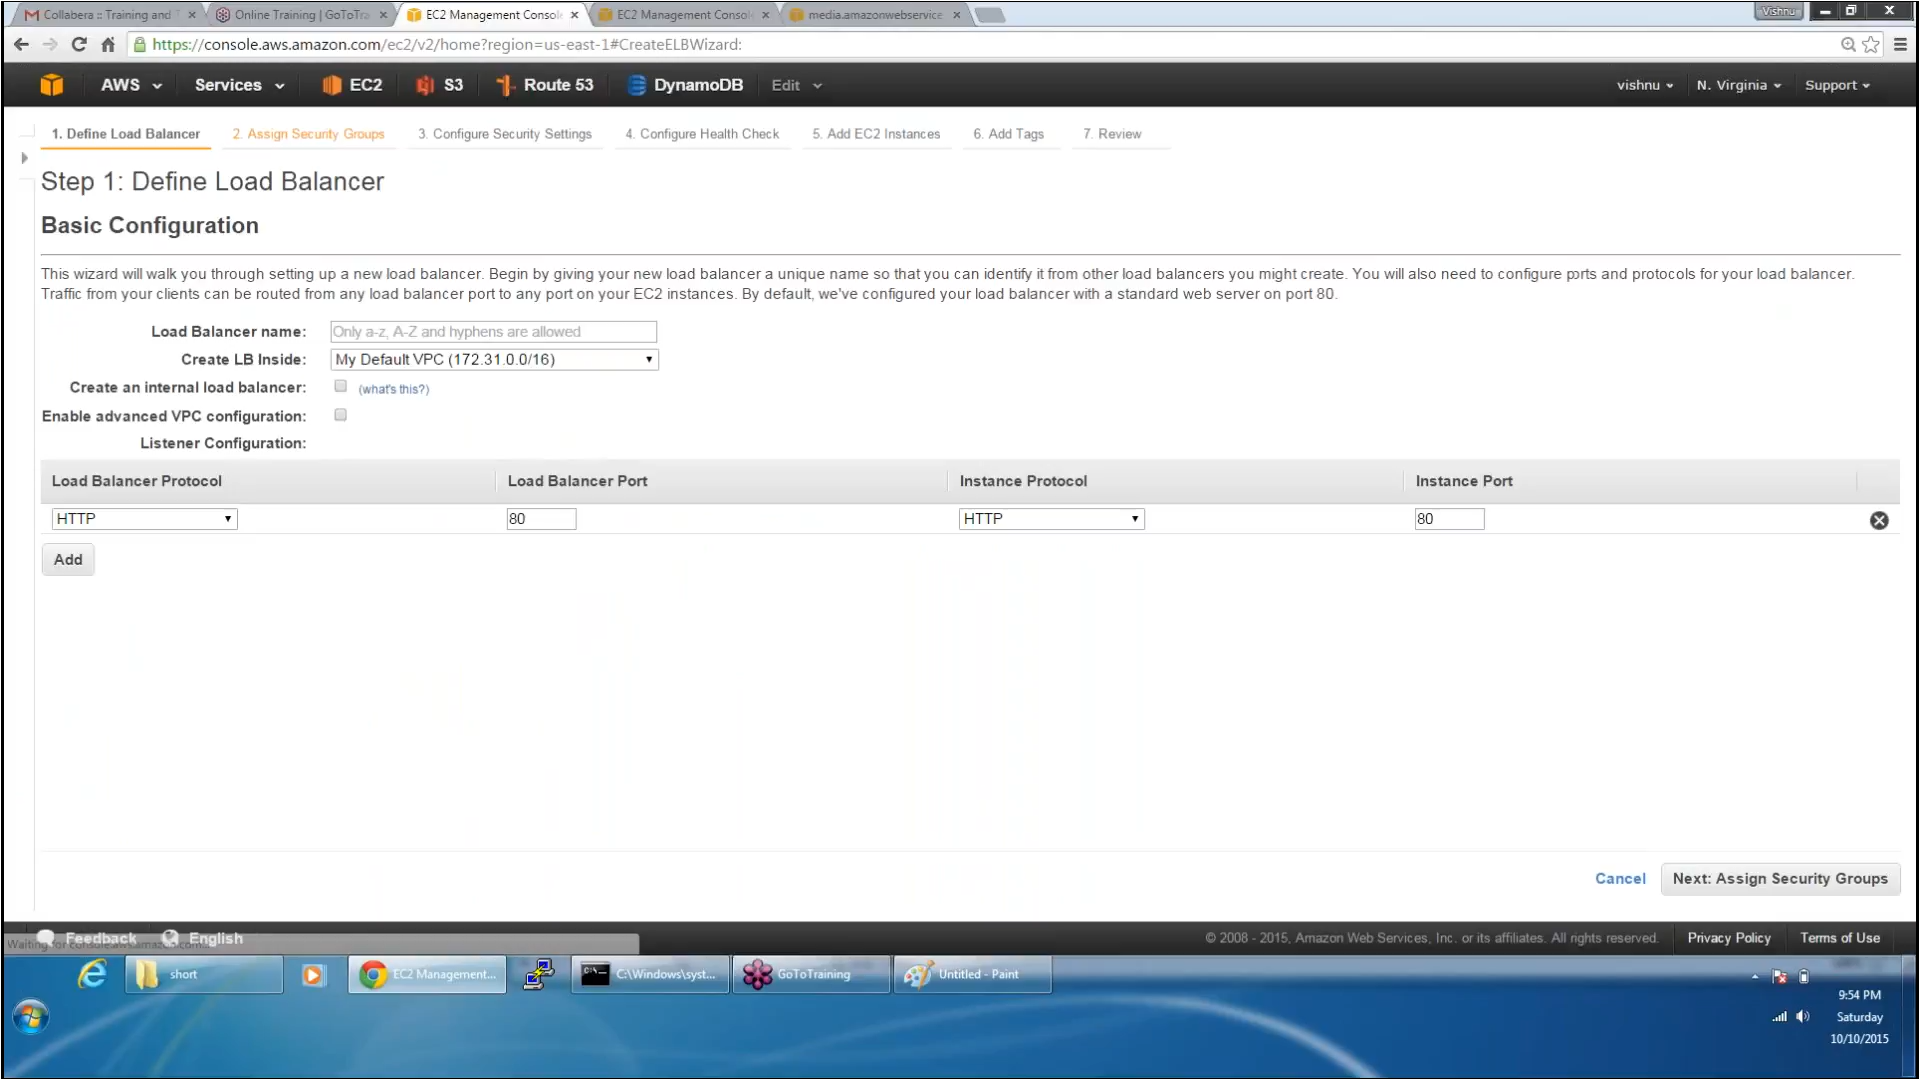 Collabera :: Training and T
Online Training | GoToTra
EC2 Management Consol
EC2 Management Consol
media.amazonwebservice
Vishnu
https://console.aws.amazon.com/ec2/v2/home?region=us-east-1#CreateELBWizard:
AWS Services EC2 S3 Route 53 DynamoDB Edit vishnu N. Virginia Support
1. Define Load Balancer 2. Assign Security Groups 3. Configure Security Settings 4. Configure Health Check 5. Add EC2 Instances 6. Add Tags 7. Review
Step 1: Define Load Balancer
Basic Configuration
This wizard will walk you through setting up a new load balancer. Begin by giving your new load balancer a unique name so that you can identify it from other load balancers you might create. You will also need to configure ports and protocols for your load balancer.
Traffic from your clients can be routed from any load balancer port to any port on your EC2 instances. By default, we've configured your load balancer with a standard web server on port 80.
Load Balancer name: Only a-z, A-Z and hyphens are allowed
Create LB Inside: My Default VPC (172.31.0.0/16)
Create an internal load balancer: (what's this?)
Enable advanced VPC configuration:
Listener Configuration:
Load Balancer Protocol Load Balancer Port Instance Protocol Instance Port
HTTP 80 HTTP 80
Add
Cancel Next: Assign Security Groups
Feedback English © 2008 - 2015, Amazon Web Services, Inc. or its affiliates. All rights reserved. Privacy Policy Terms of Use
Waiting for console.aws.amazon.com...
short
EC2 Management...
C:\Windows\syst...
GoToTraining
Untitled - Paint
9:54 PM
Saturday
10/10/2015